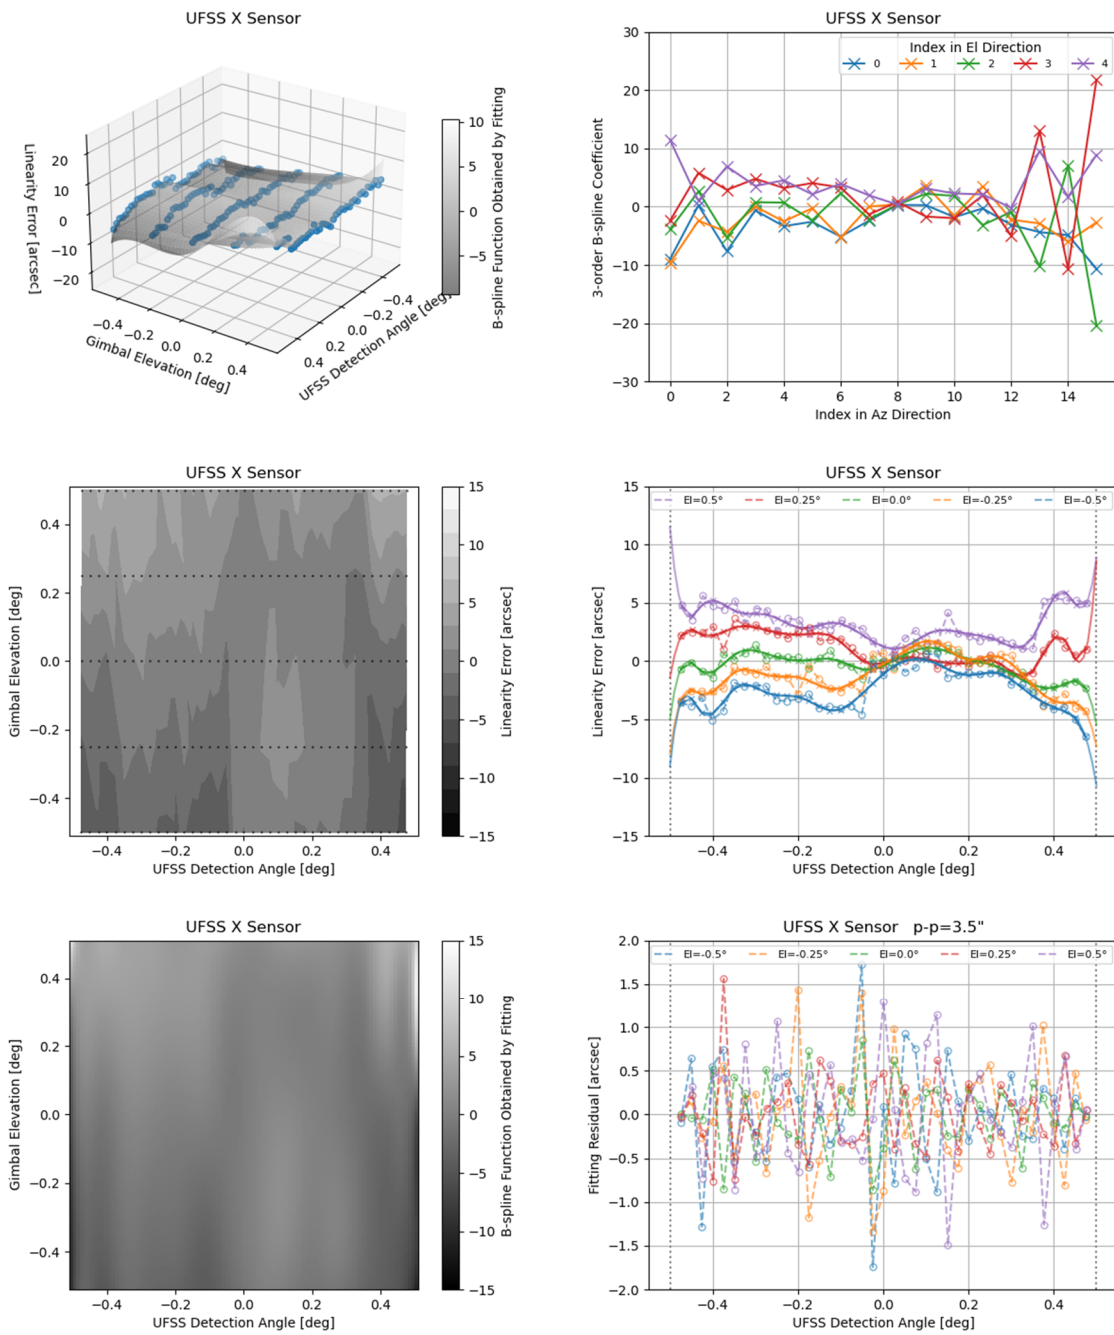 UFSS X Sensor
Linearity Error [arcsec]
20
10
0
−10
−20
−0.4
−0.2
0.0
0.2
0.4
Gimbal Elevation [deg]
−0.4
−0.2
0.0
0.2
0.4
UFSS Detection Angle [deg]
10
5
0
−5
B-spline Function Obtained by Fitting
UFSS X Sensor
Index in El Direction
0 1 2 3 4
3-order B-spline Coefficient
30
20
10
0
−10
−20
−30
0 2 4 6 8 10 12 14
Index in Az Direction
UFSS X Sensor
Gimbal Elevation [deg]
0.4
0.2
0.0
−0.2
−0.4
−0.4 −0.2 0.0 0.2 0.4
UFSS Detection Angle [deg]
15
10
5
0
−5
−10
−15
Linearity Error [arcsec]
UFSS X Sensor
El=0.5° El=0.25° El=0.0° El=-0.25° El=-0.5°
Linearity Error [arcsec]
15
10
5
0
−5
−10
−15
−0.4 −0.2 0.0 0.2 0.4
UFSS Detection Angle [deg]
UFSS X Sensor
Gimbal Elevation [deg]
0.4
0.2
0.0
−0.2
−0.4
−0.4 −0.2 0.0 0.2 0.4
UFSS Detection Angle [deg]
15
10
5
0
−5
−10
−15
B-spline Function Obtained by Fitting
UFSS X Sensor p-p=3.5"
El=-0.5° El=-0.25° El=0.0° El=0.25° El=0.5°
Fitting Residual [arcsec]
2.0
1.5
1.0
0.5
0.0
−0.5
−1.0
−1.5
−2.0
−0.4 −0.2 0.0 0.2 0.4
UFSS Detection Angle [deg]